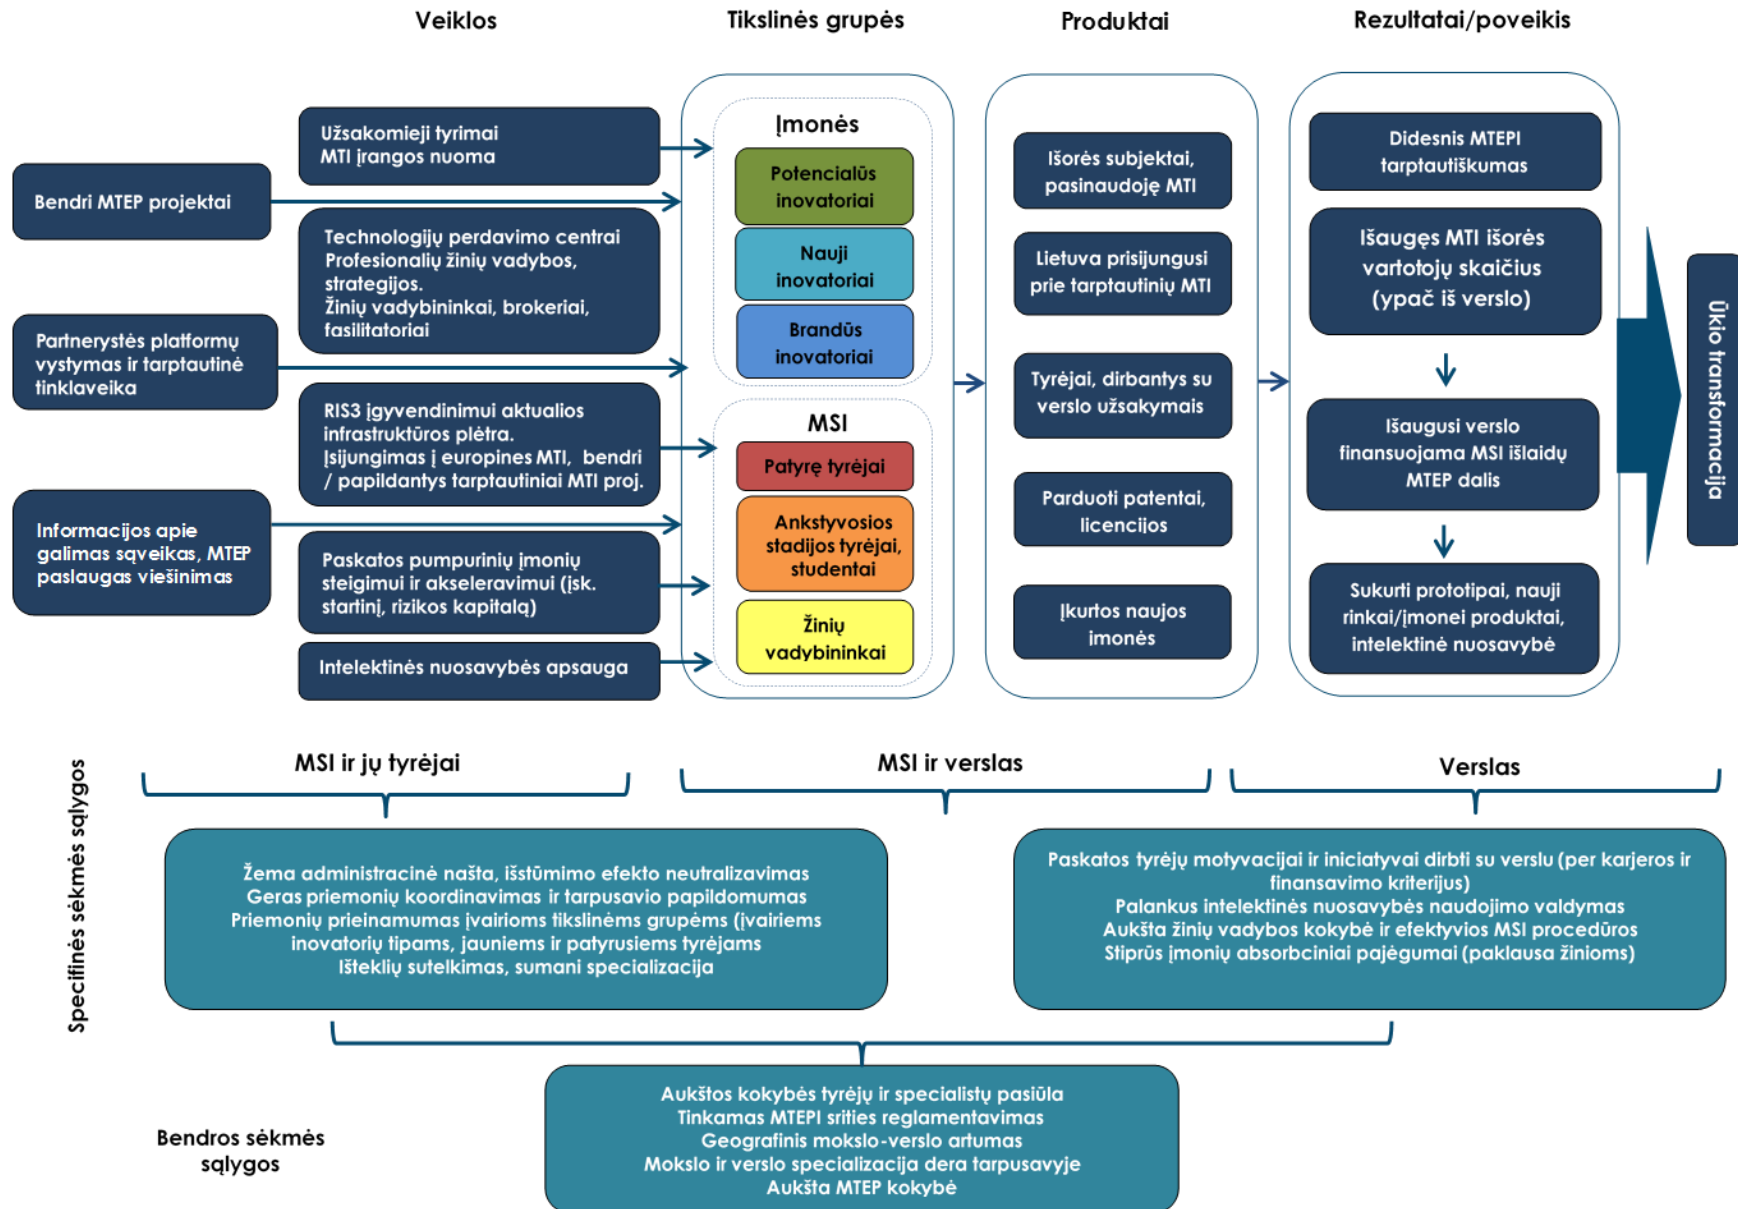 Veiklos
Tikslinės grupės
Produktai
Rezultatai/poveikis
Bendri MTEP projektai
Partnerystės platformų
vystymas ir tarptautinė
tinklaveika
Informacijos apie
galimas sąveikas, MTEP
paslaugas viešinimas
Užsakomieji tyrimai
MTI įrangos nuoma
Technologijų perdavimo centrai
Profesionalių žinių vadybos,
strategijos.
Žinių vadybininkai, brokeriai,
fasilitatoriai
RIS3 įgyvendinimui aktualios
infrastruktūros plėtra.
Įsijungimas į europines MTI,  bendri
/ papildantys tarptautiniai MTI proj.
Paskatos pumpurinių įmonių
steigimui ir akseleravimui (įsk.
startinį, rizikos kapitalą)
Intelektinės nuosavybės apsauga
Įmonės
Potencialūs
inovatoriai
Nauji
inovatoriai
Brandūs
inovatoriai
MSI
Patyrę tyrėjai
Ankstyvosios
stadijos tyrėjai,
studentai
Žinių
vadybininkai
Išorės subjektai,
pasinaudoję MTI
Lietuva prisijungusi
prie tarptautinių MTI
Tyrėjai, dirbantys su
verslo užsakymais
Parduoti patentai,
licencijos
Įkurtos naujos
įmonės
Didesnis MTEPI
tarptautiškumas
Išaugęs MTI išorės
vartotojų skaičius
(ypač iš verslo)
Išaugusi verslo
finansuojama MSI išlaidų
MTEP dalis
Sukurti prototipai, nauji
rinkai/įmonei produktai,
intelektinė nuosavybė
Ūkio transformacija
Specifinės sėkmės sąlygos
MSI ir jų tyrėjai
MSI ir verslas
Verslas
Žema administracinė našta, išstūmimo efekto neutralizavimas
Geras priemonių koordinavimas ir tarpusavio papildomumas
Priemonių prieinamumas įvairioms tikslinėms grupėms (įvairiems
inovatorių tipams, jauniems ir patyrusiems tyrėjams
Išteklių sutelkimas, sumani specializacija
Paskatos tyrėjų motyvacijai ir iniciatyvai dirbti su verslu (per karjeros ir
finansavimo kriterijus)
Palankus intelektinės nuosavybės naudojimo valdymas
Aukšta žinių vadybos kokybė ir efektyvios MSI procedūros
Stiprūs įmonių absorbciniai pajėgumai (paklausa žinioms)
Bendros sėkmės
sąlygos
Aukštos kokybės tyrėjų ir specialistų pasiūla
Tinkamas MTEPI srities reglamentavimas
Geografinis mokslo-verslo artumas
Mokslo ir verslo specializacija dera tarpusavyje
Aukšta MTEP kokybė